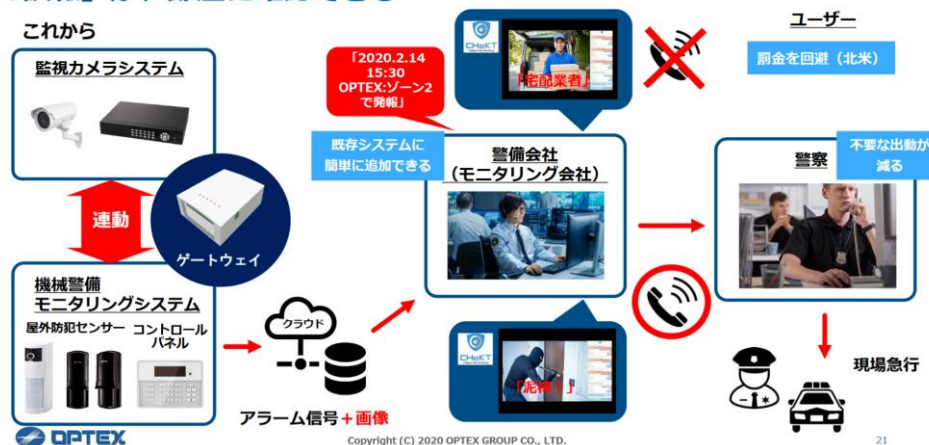 これから
監視カメラシステム
連動
ゲートウェイ
機械警備
モニタリングシステム
屋外防犯センサー
コントロール
パネル
クラウド
アラーム信号＋画像
「2020.2.14
15:30
OPTEX:ゾーン2
で発報」
既存システムに
簡単に追加できる
CHeKT
「宅配業者」
警備会社
（モニタリング会社）
CHeKT
「泥棒！」
ユーザー
罰金を回避（北米）
警察
不要な出動が
減る
現場急行
OPTEX
Copyright (C) 2020 OPTEX GROUP CO., LTD.
21